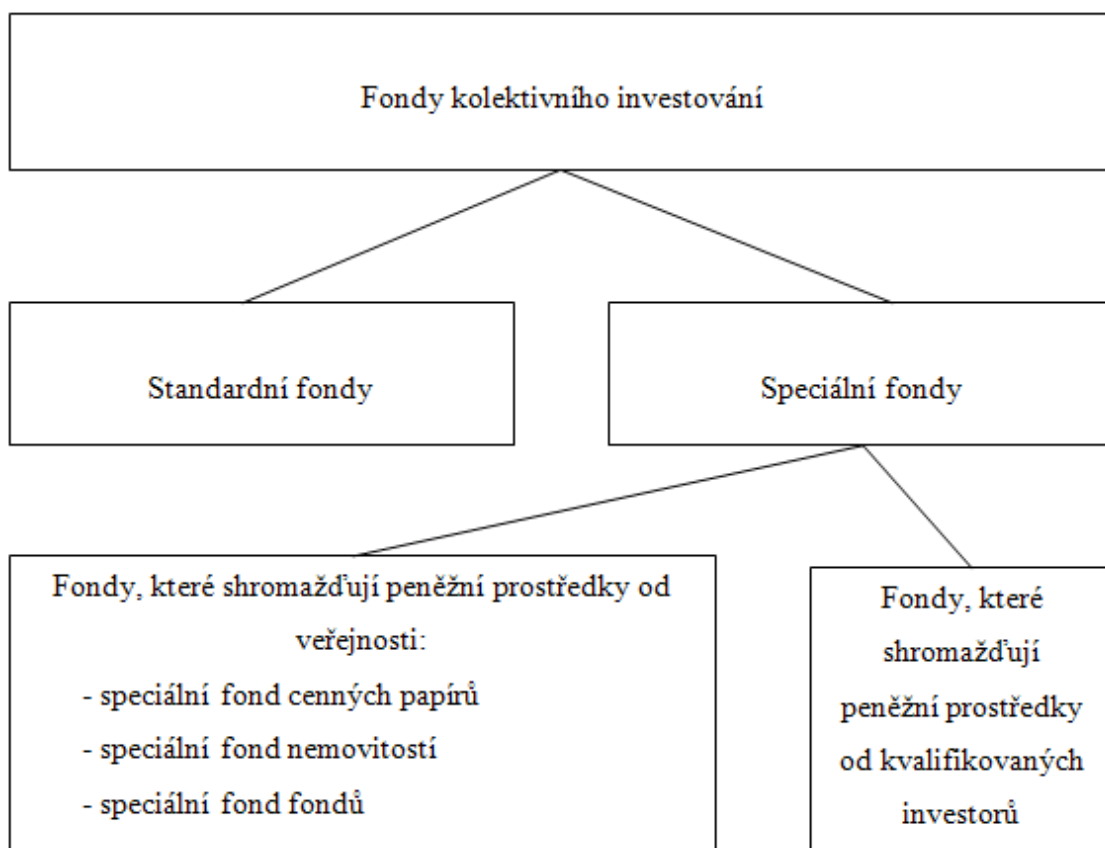 Fondy kolektivního investování
Standardní fondy
Speciální fondy
Fondy, které shromažďují peněžní prostředky od
veřejnosti:
- speciální fond cenných papírů
- speciální fond nemovitostí
- speciální fond fondů
Fondy, které
shromažďují
peněžní prostředky
od kvalifikovaných
investorů